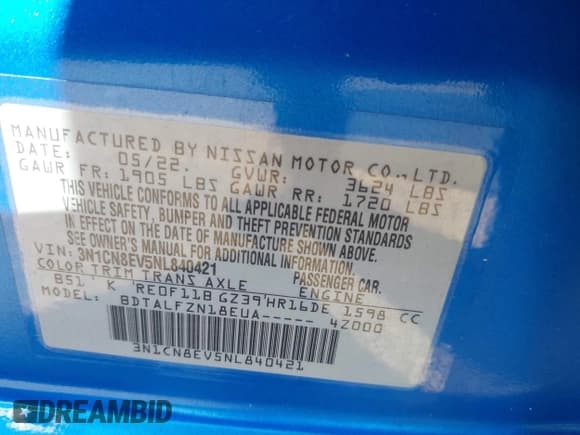 MANUFACTURED BY NISSAN MOTOR CO., LTD.
DATE: 05/22. GVWR: 3624 LBS
GAWR FR: 1905 LBS GAWR RR: 1720 LBS
THIS VEHICLE CONFORMS TO ALL APPLICABLE FEDERAL MOTOR
VEHICLE SAFETY, BUMPER AND THEFT PREVENTION STANDARDS
IN EFFECT ON THE DATE OF MANUFACTURE SHOWN ABOVE.
SEE OWNER'S MANUAL FOR ADDITIONAL INFORMATION.
VIN: 3N1CN8EV5NL840421 PASSENGER CAR.
COLOR TRIM TRANS AXLE ENGINE
B51 K RE0F11B GZ39 HR16DE 1598 CC
MODEL: BDTALFZN18EUA----- 4Z000
3N1CN8EV5NL840421
DREAMBID